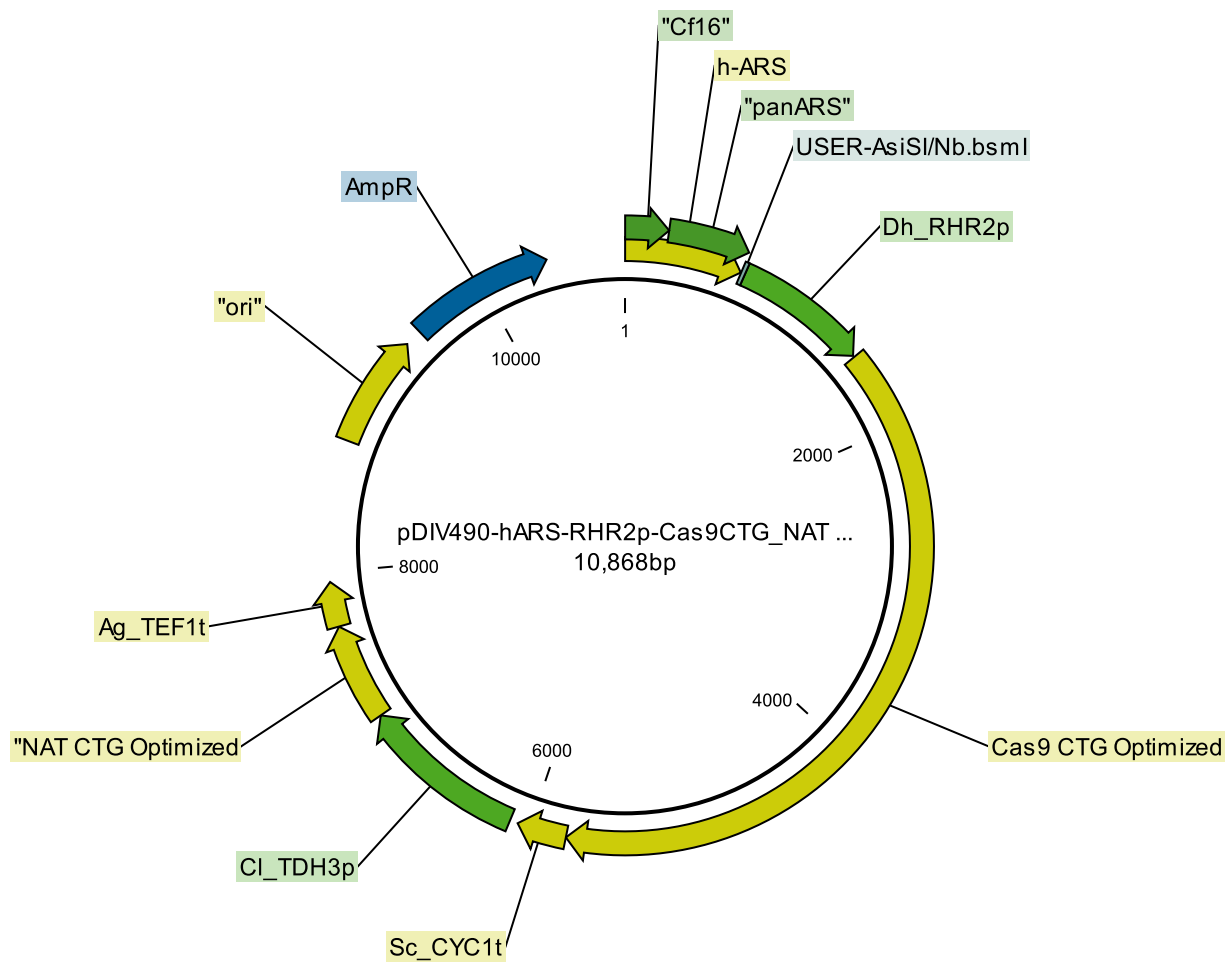 "Cf16"
h-ARS
"panARS"
USER-AsiSI/Nb.bsmI
AmpR
Dh_RHR2p
"ori"
1
10000
2000
pDIV490-hARS-RHR2p-Cas9CTG_NAT ...
10,868bp
8000
Ag_TEF1t
4000
"NAT CTG Optimized
6000
Cas9 CTG Optimized
Cl_TDH3p
Sc_CYC1t